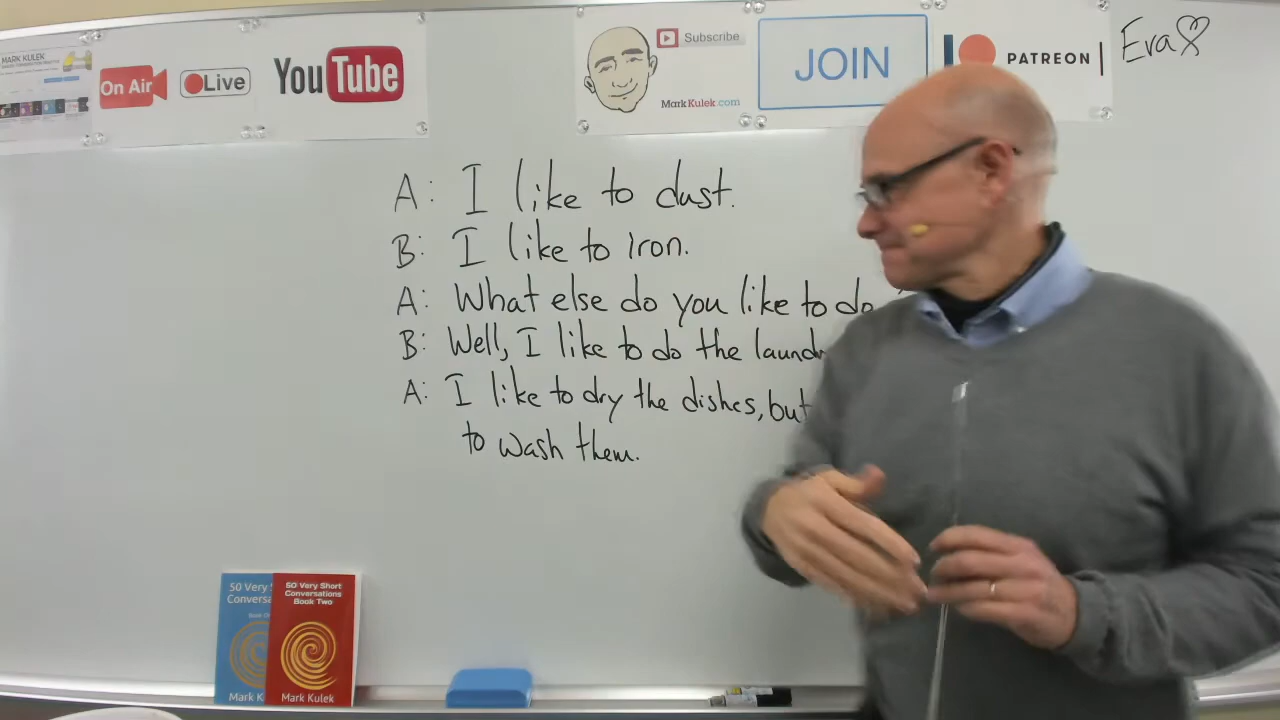 MARK KULEK
On Air
Live
YouTube
Subscribe
MarkKulek.com
JOIN
PATREON
Eva
A: I like to dust.
B: I like to iron.
A: What else do you like to do
B: Well, I like to do the
A: I like to dry the dishes, but
to wash them.
50 Very
Mark
50 Very Short
Conversations
Book Two
Mark Kulek